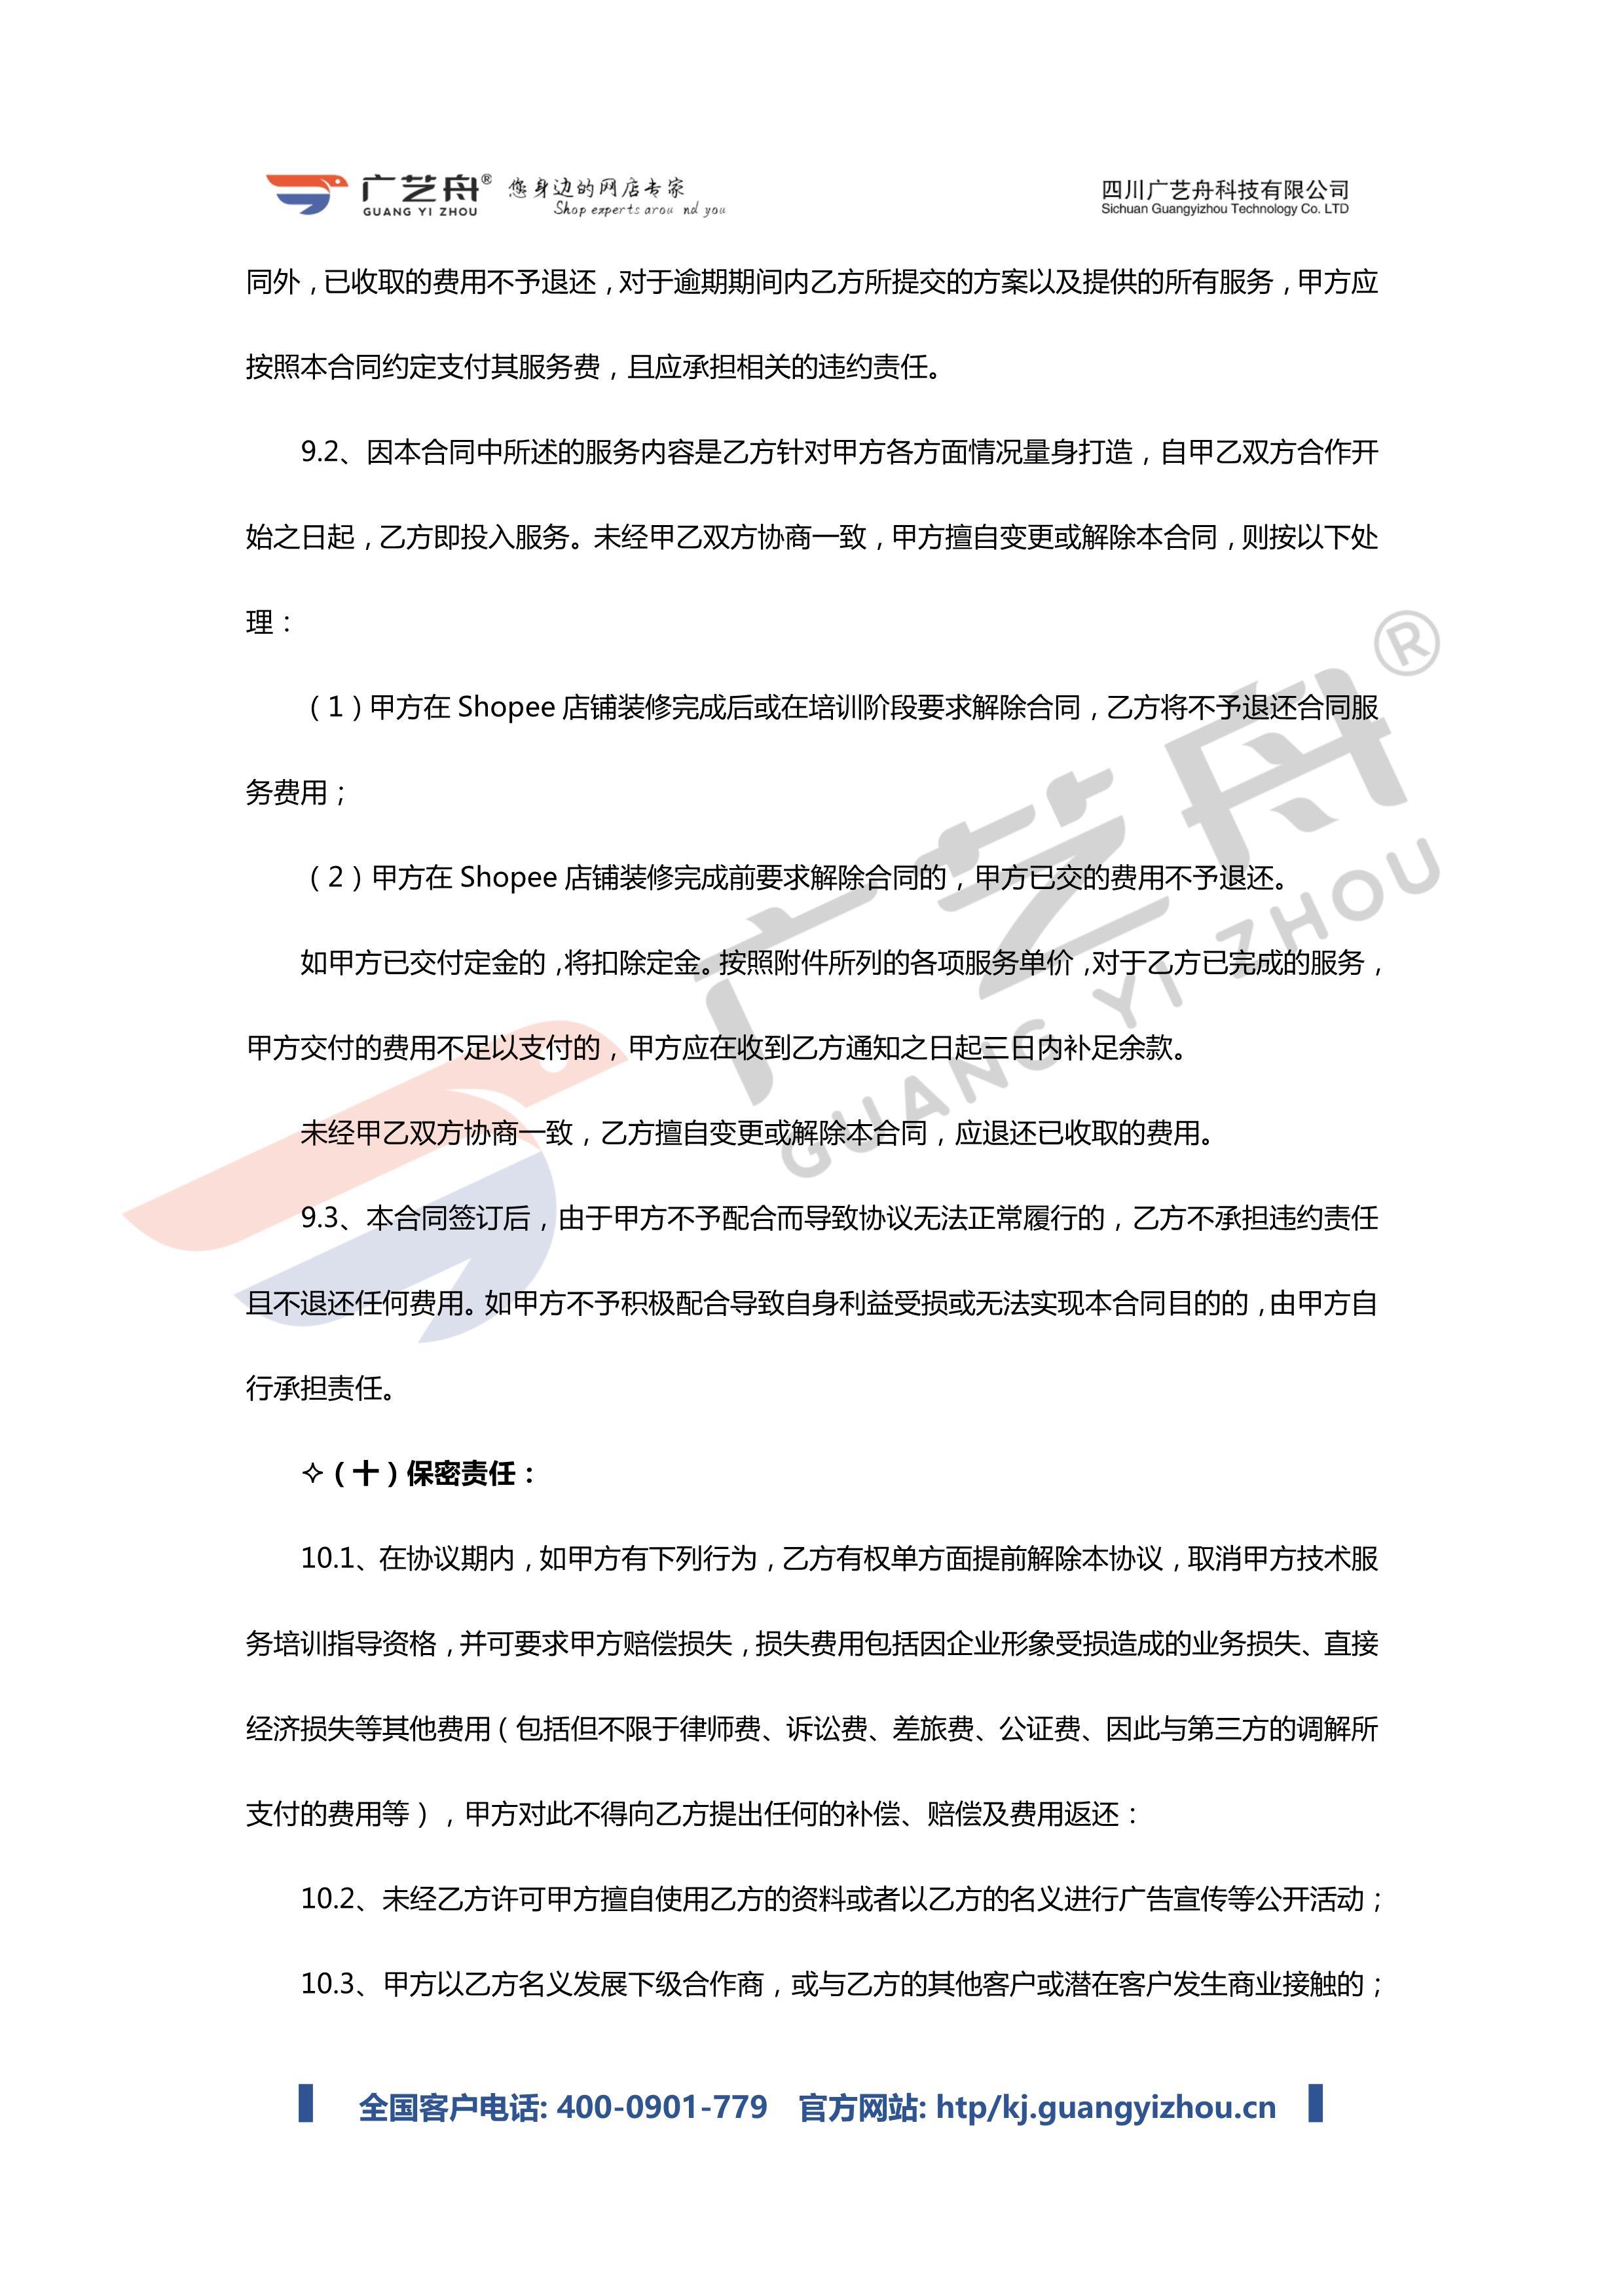 广艺舟® 您身边的网店专家
GUANG YI ZHOU Shop experts arou nd you
四川广艺舟科技有限公司
Sichuan Guangyizhou Technology Co. LTD
同外，已收取的费用不予退还，对于逾期期间内乙方所提交的方案以及提供的所有服务，甲方应
按照本合同约定支付其服务费，且应承担相关的违约责任。
9.2、因本合同中所述的服务内容是乙方针对甲方各方面情况量身打造，自甲乙双方合作开
始之日起，乙方即投入服务。未经甲乙双方协商一致，甲方擅自变更或解除本合同，则按以下处
理：
（1）甲方在 Shopee 店铺装修完成后或在培训阶段要求解除合同，乙方将不予退还合同服
务费用；
（2）甲方在 Shopee 店铺装修完成前要求解除合同的，甲方已交的费用不予退还。
如甲方已交付定金的，将扣除定金。按照附件所列的各项服务单价，对于乙方已完成的服务，
甲方交付的费用不足以支付的，甲方应在收到乙方通知之日起三日内补足余款。
未经甲乙双方协商一致，乙方擅自变更或解除本合同，应退还已收取的费用。
9.3、本合同签订后，由于甲方不予配合而导致协议无法正常履行的，乙方不承担违约责任
且不退还任何费用。如甲方不予积极配合导致自身利益受损或无法实现本合同目的的，由甲方自
行承担责任。
✧（十）保密责任：
10.1、在协议期内，如甲方有下列行为，乙方有权单方面提前解除本协议，取消甲方技术服
务培训指导资格，并可要求甲方赔偿损失，损失费用包括因企业形象受损造成的业务损失、直接
经济损失等其他费用（包括但不限于律师费、诉讼费、差旅费、公证费、因此与第三方的调解所
支付的费用等），甲方对此不得向乙方提出任何的补偿、赔偿及费用返还：
10.2、未经乙方许可甲方擅自使用乙方的资料或者以乙方的名义进行广告宣传等公开活动；
10.3、甲方以乙方名义发展下级合作商，或与乙方的其他客户或潜在客户发生商业接触的；
广艺舟®
GUANG YI ZHOU
全国客户电话: 400-0901-779 官方网站: htp/kj.guangyizhou.cn